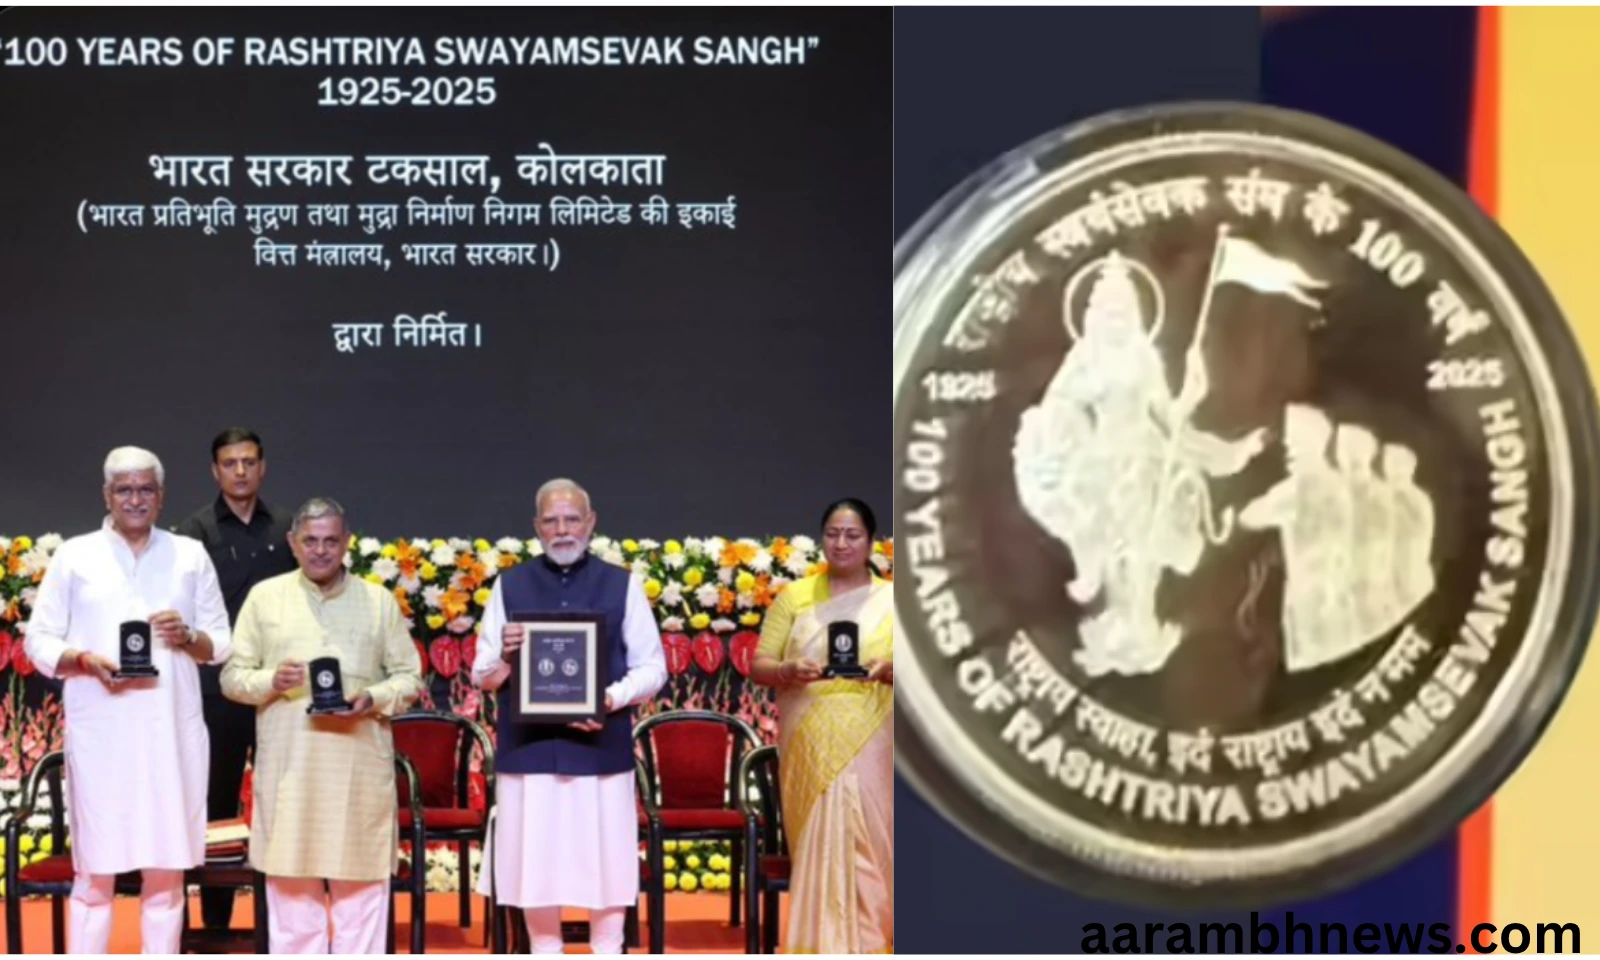 "100 YEARS OF RASHTRIYA SWAYAMSEVAK SANGH"
1925-2025
भारत सरकार टकसाल, कोलकाता
(भारत प्रतिभूति मुद्रण तथा मुद्रा निर्माण निगम लिमिटेड की इकाई
वित्त मंत्रालय, भारत सरकार।)
द्वारा निर्मित।
राष्ट्रीय स्वयंसेवक संघ के 100 वर्ष
1925
2025
राष्ट्राय स्वाहा, इदं राष्ट्राय इदं न मम
100 YEARS OF RASHTRIYA SWAYAMSEVAK SANGH
aarambhnews.com